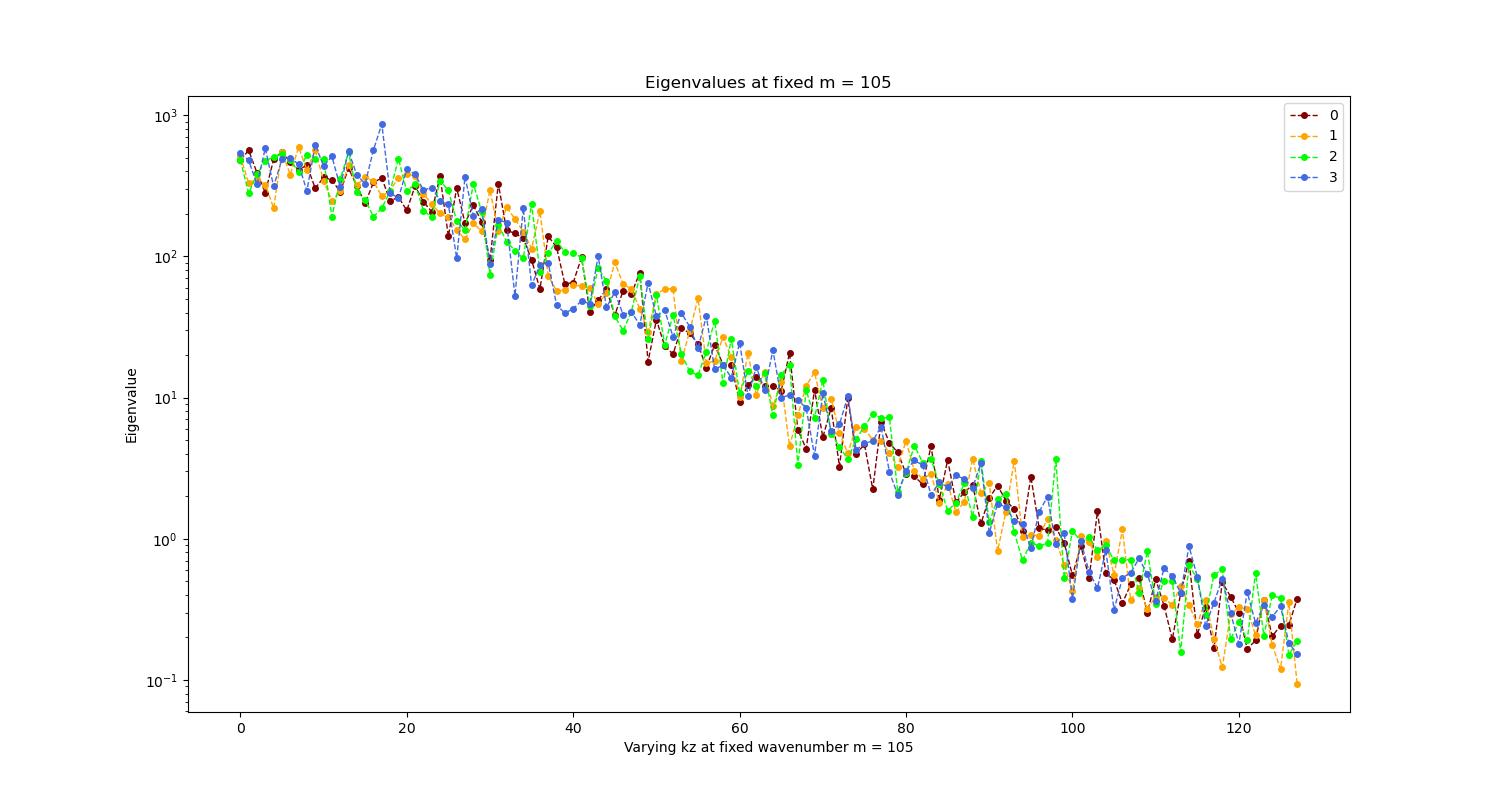 Eigenvalues at fixed m = 105
10³
10²
10¹
10⁰
10⁻¹
Eigenvalue
0
1
2
3
0 20 40 60 80 100 120
Varying kz at fixed wavenumber m = 105